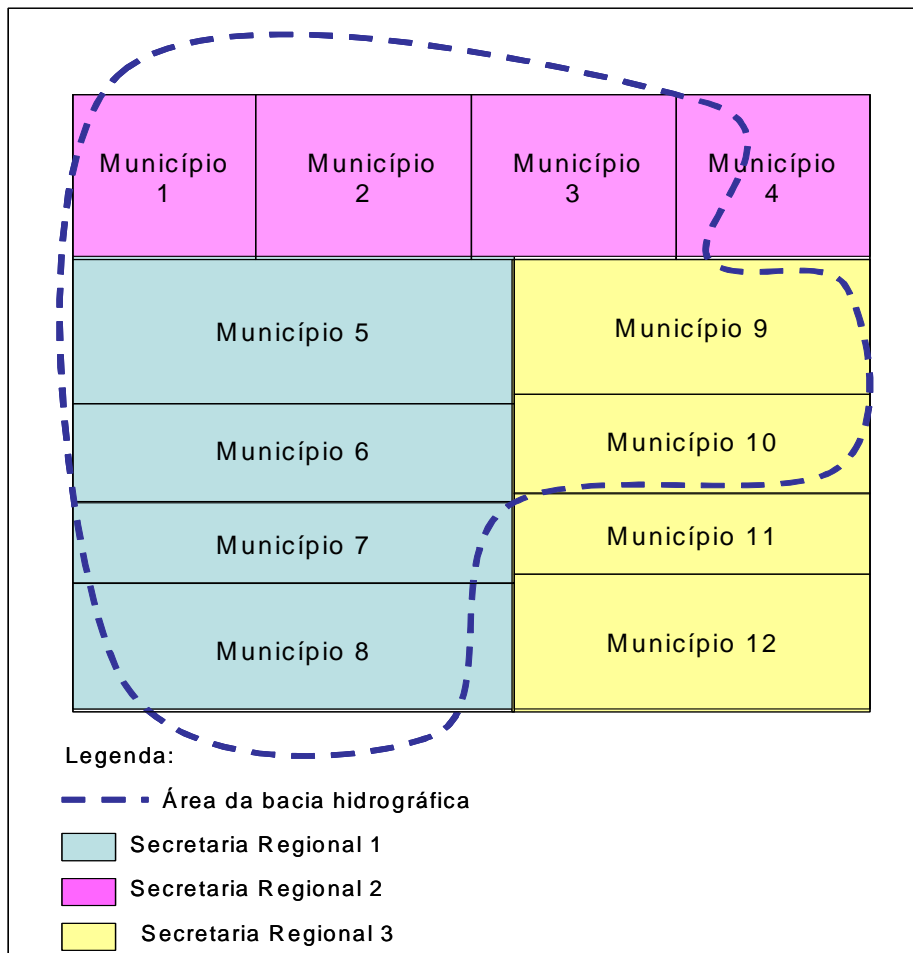 Município
1
Município
2
Município
3
Município
4
Município 5
Município 9
Município 6
Município 10
Município 7
Município 11
Município 8
Município 12
Legenda:
Área da bacia hidrográfica
Secretaria Regional 1
Secretaria Regional 2
Secretaria Regional 3